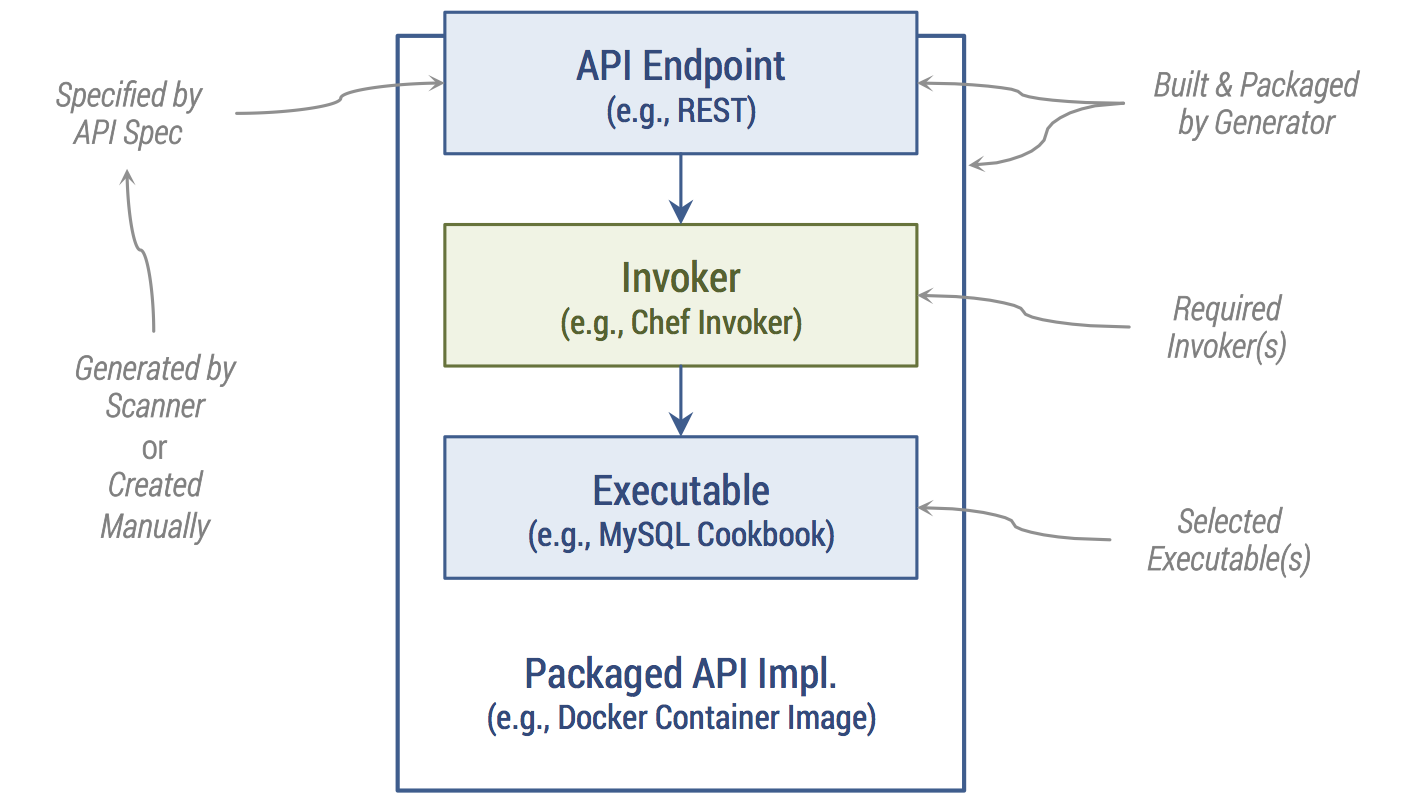 API Endpoint
(e.g., REST)
Specified by
API Spec
Built & Packaged
by Generator
Invoker
(e.g., Chef Invoker)
Required
Invoker(s)
Generated by
Scanner
or
Created
Manually
Executable
(e.g., MySQL Cookbook)
Selected
Executable(s)
Packaged API Impl.
(e.g., Docker Container Image)